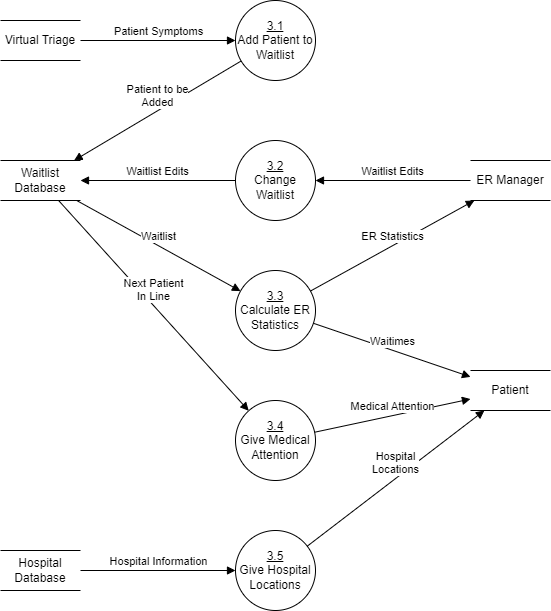 Virtual Triage
Patient Symptoms
3.1
Add Patient to
Waitlist
Patient to be
Added
Waitlist
Database
Waitlist Edits
3.2
Change
Waitlist
Waitlist Edits
ER Manager
Waitlist
ER Statistics
Next Patient
In Line
3.3
Calculate ER
Statistics
Waitimes
Patient
Medical Attention
3.4
Give Medical
Attention
Hospital
Locations
Hospital
Database
Hospital Information
3.5
Give Hospital
Locations